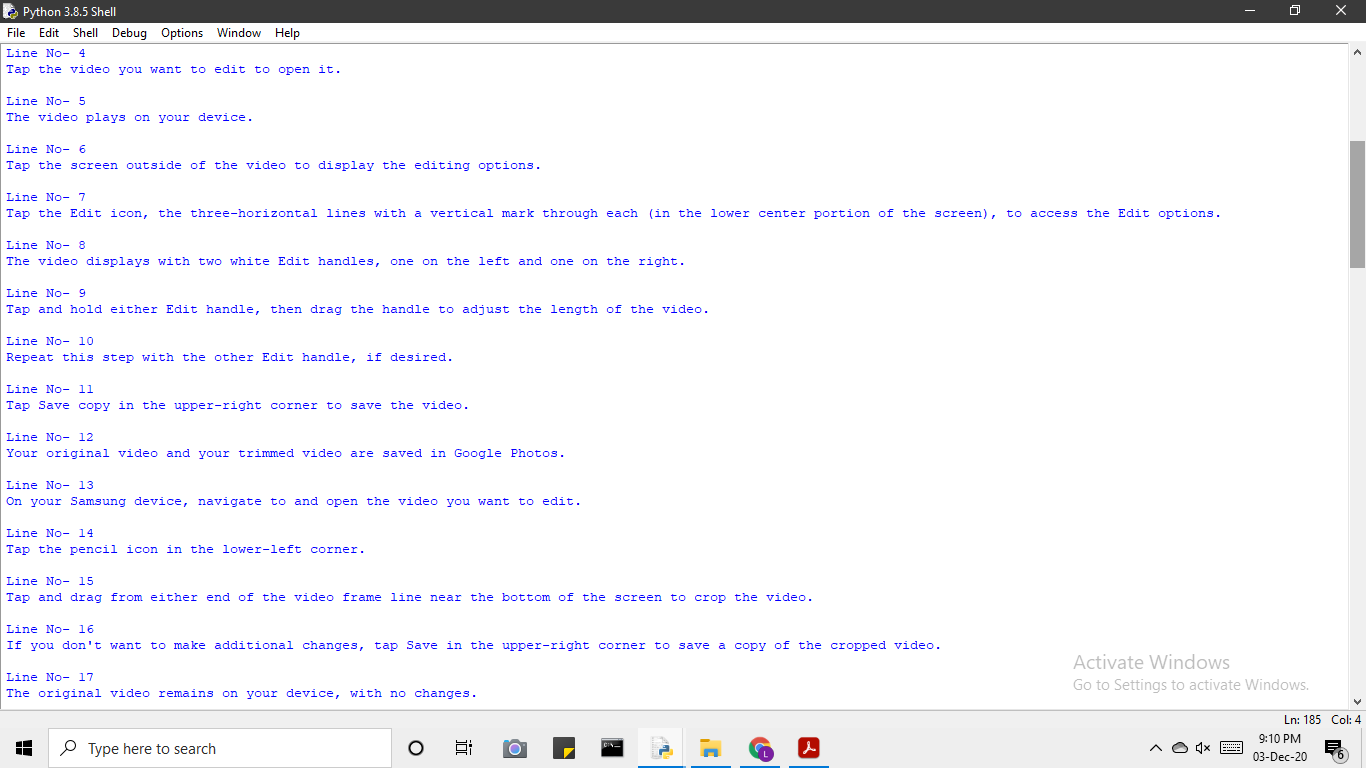 Python 3.8.5 Shell
File Edit Shell Debug Options Window Help
Line No- 4
Tap the video you want to edit to open it.
Line No- 5
The video plays on your device.
Line No- 6
Tap the screen outside of the video to display the editing options.
Line No- 7
Tap the Edit icon, the three-horizontal lines with a vertical mark through each (in the lower center portion of the screen), to access the Edit options.
Line No- 8
The video displays with two white Edit handles, one on the left and one on the right.
Line No- 9
Tap and hold either Edit handle, then drag the handle to adjust the length of the video.
Line No- 10
Repeat this step with the other Edit handle, if desired.
Line No- 11
Tap Save copy in the upper-right corner to save the video.
Line No- 12
Your original video and your trimmed video are saved in Google Photos.
Line No- 13
On your Samsung device, navigate to and open the video you want to edit.
Line No- 14
Tap the pencil icon in the lower-left corner.
Line No- 15
Tap and drag from either end of the video frame line near the bottom of the screen to crop the video.
Line No- 16
If you don't want to make additional changes, tap Save in the upper-right corner to save a copy of the cropped video.
Line No- 17
The original video remains on your device, with no changes.
Activate Windows
Go to Settings to activate Windows.
Ln: 185 Col: 4
Type here to search
L
9:10 PM
03-Dec-20
6